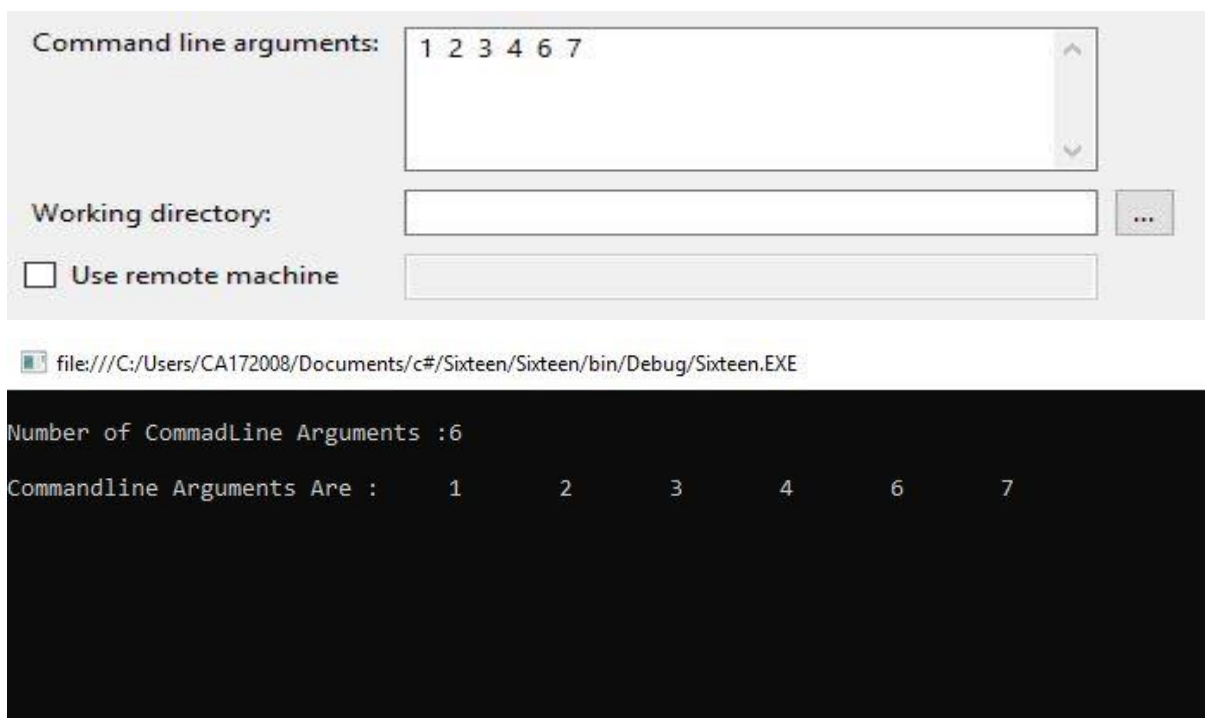 Command line arguments: 1 2 3 4 6 7
Working directory: ...
Use remote machine
file:///C:/Users/CA172008/Documents/c#/Sixteen/Sixteen/bin/Debug/Sixteen.EXE
Number of CommadLine Arguments :6
Commandline Arguments Are : 1 2 3 4 6 7